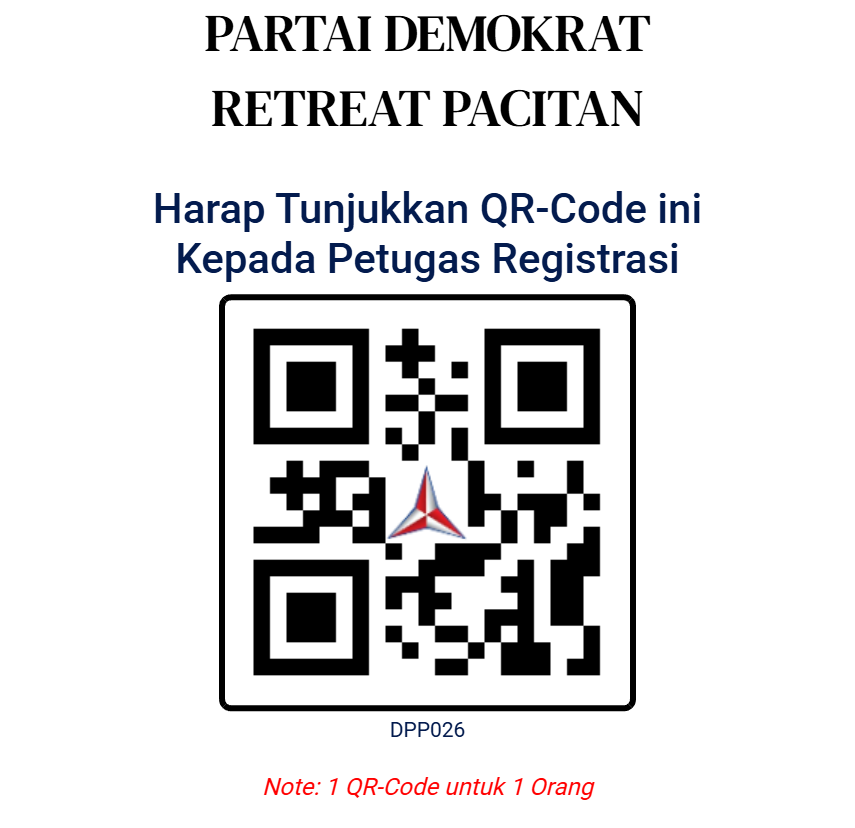 PARTAI DEMOKRAT
RETREAT PACITAN
Harap Tunjukkan QR-Code ini
Kepada Petugas Registrasi
DPP026
Note: 1 QR-Code untuk 1 Orang